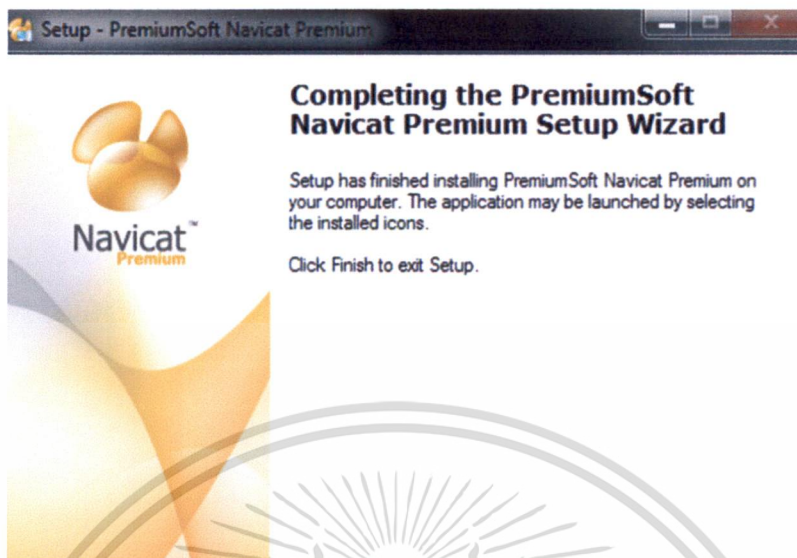 Setup - PremiumSoft Navicat Premium
Completing the PremiumSoft
Navicat Premium Setup Wizard
Setup has finished installing PremiumSoft Navicat Premium on
your computer. The application may be launched by selecting
the installed icons.
Click Finish to exit Setup.
Navicat™
Premium